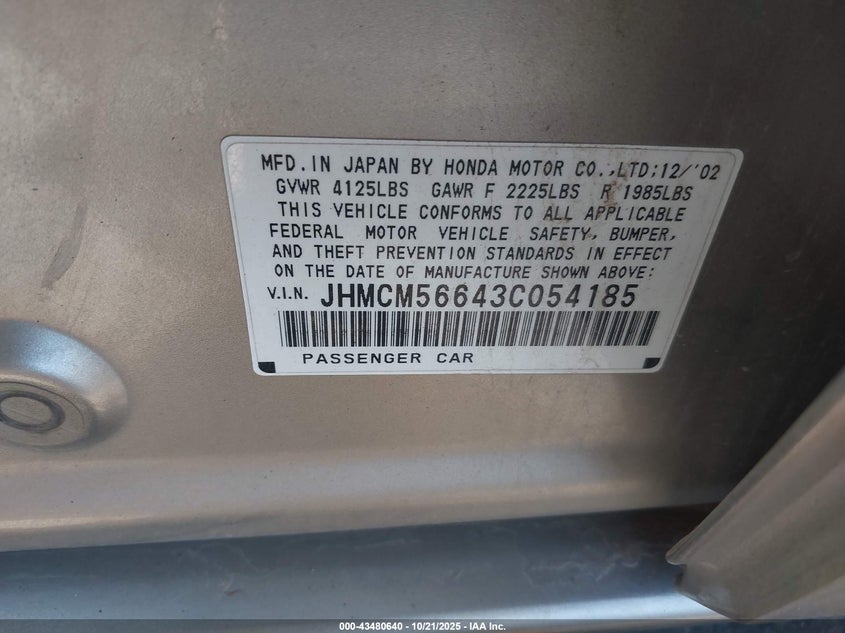 MFD.IN JAPAN BY HONDA MOTOR CO.,LTD;12/'02
GVWR 4125LBS GAWR F 2225LBS R 1985LBS
THIS VEHICLE CONFORMS TO ALL APPLICABLE
FEDERAL MOTOR VEHICLE SAFETY, BUMPER,
AND THEFT PREVENTION STANDARDS IN EFFECT
ON THE DATE OF MANUFACTURE SHOWN ABOVE:
V.I.N. JHMCM56643C054185
PASSENGER CAR
000-43480640 - 10/21/2025 - IAA Inc.